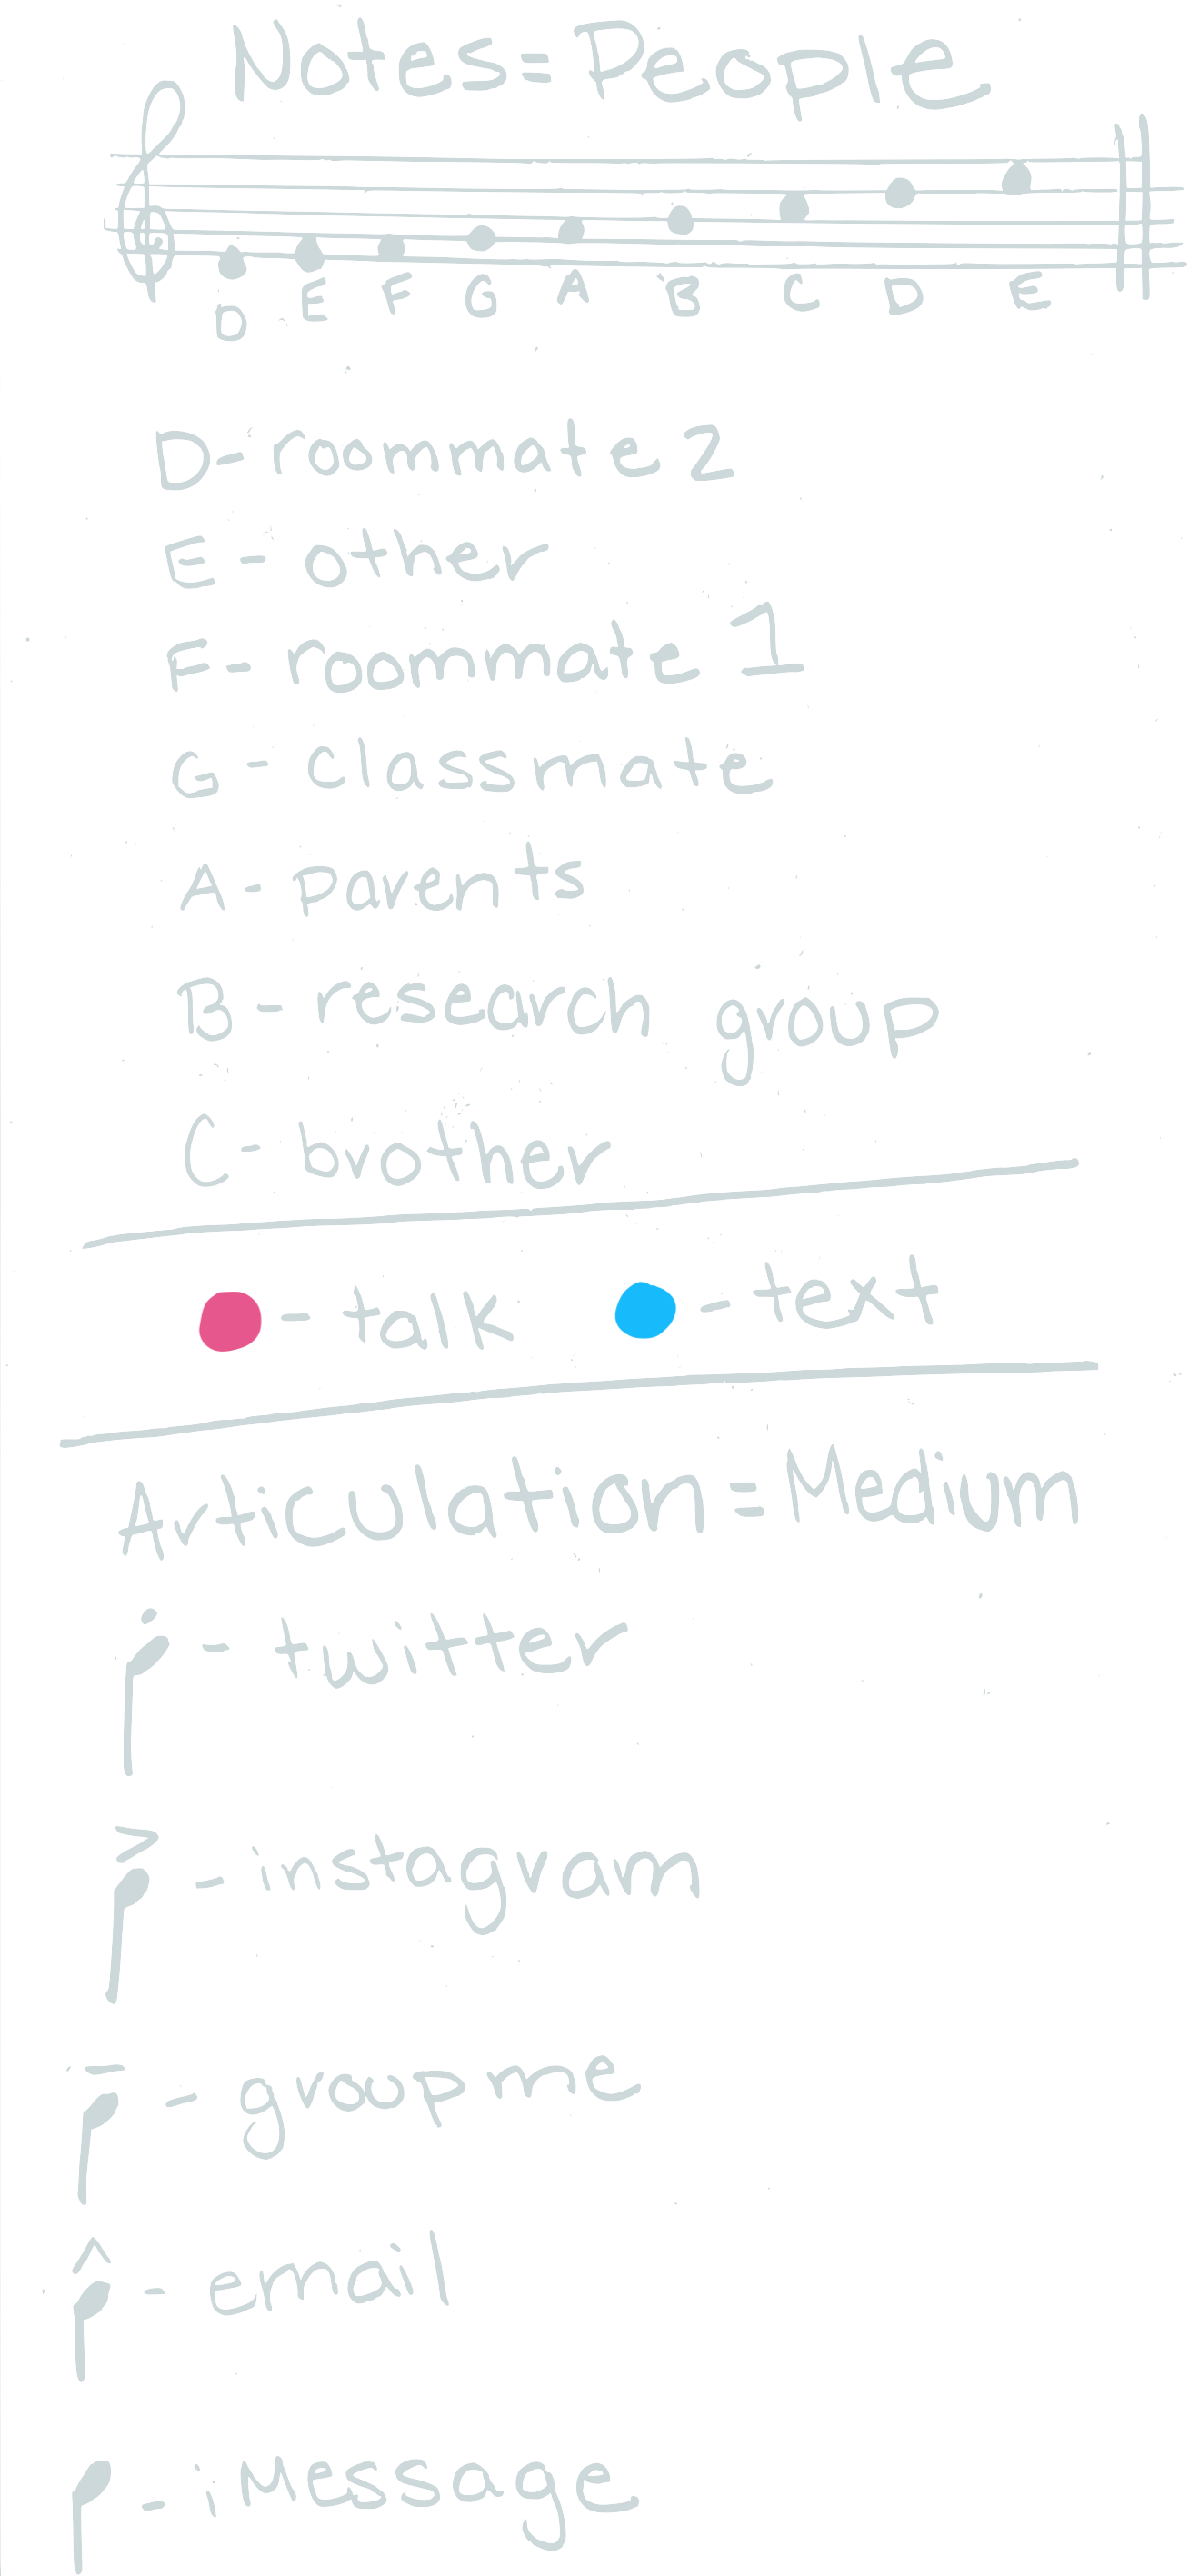 Notes=People
D E F G A B C D E
D- roommate 2
E - other
F- roommate 1
G - classmate
A - parents
B - research group
C - brother
- talk - text
Articulation = Medium
- twitter
- instagram
- groupme
- email
- iMessage